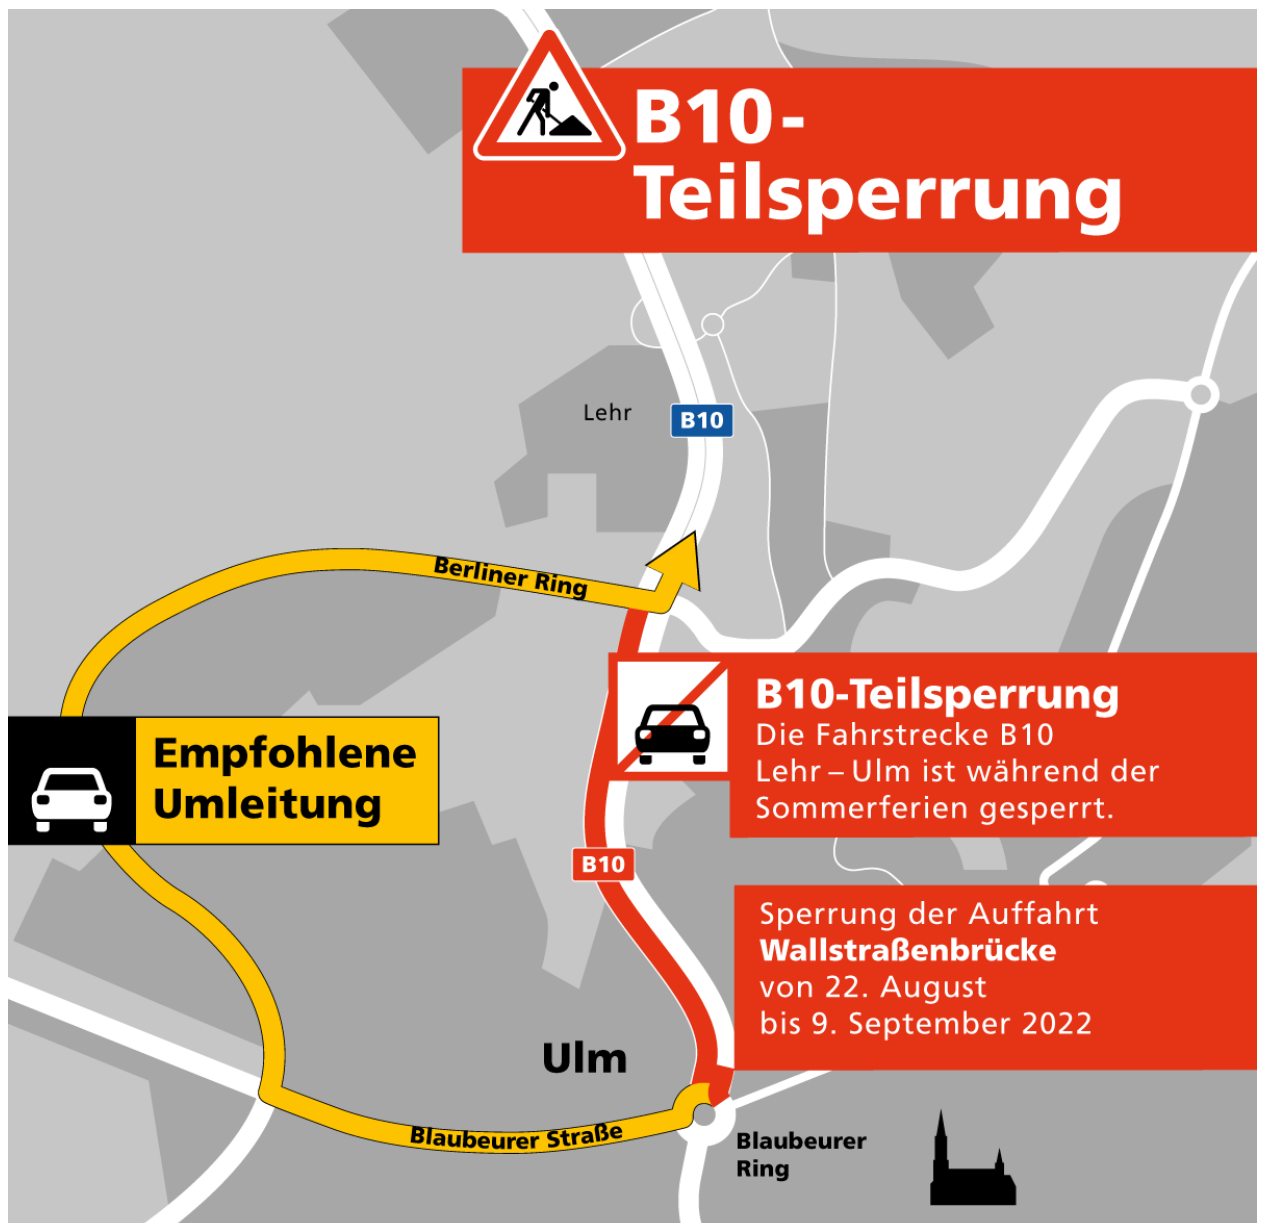 B10-
Teilsperrung
Lehr
B10
Berliner Ring
B10-Teilsperrung
Die Fahrstrecke B10
Lehr – Ulm ist während der
Sommerferien gesperrt.
Empfohlene
Umleitung
B10
Sperrung der Auffahrt
Wallstraßenbrücke
von 22. August
bis 9. September 2022
Ulm
Blaubeurer Straße
Blaubeurer
Ring